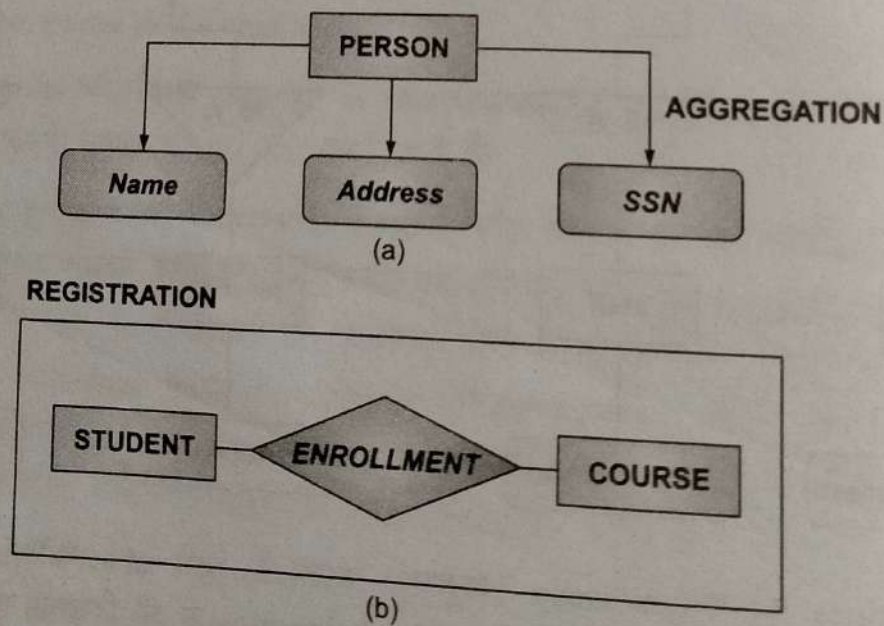 PERSON
AGGREGATION
Name
Address
SSN
(a)
REGISTRATION
STUDENT
ENROLLMENT
COURSE
(b)